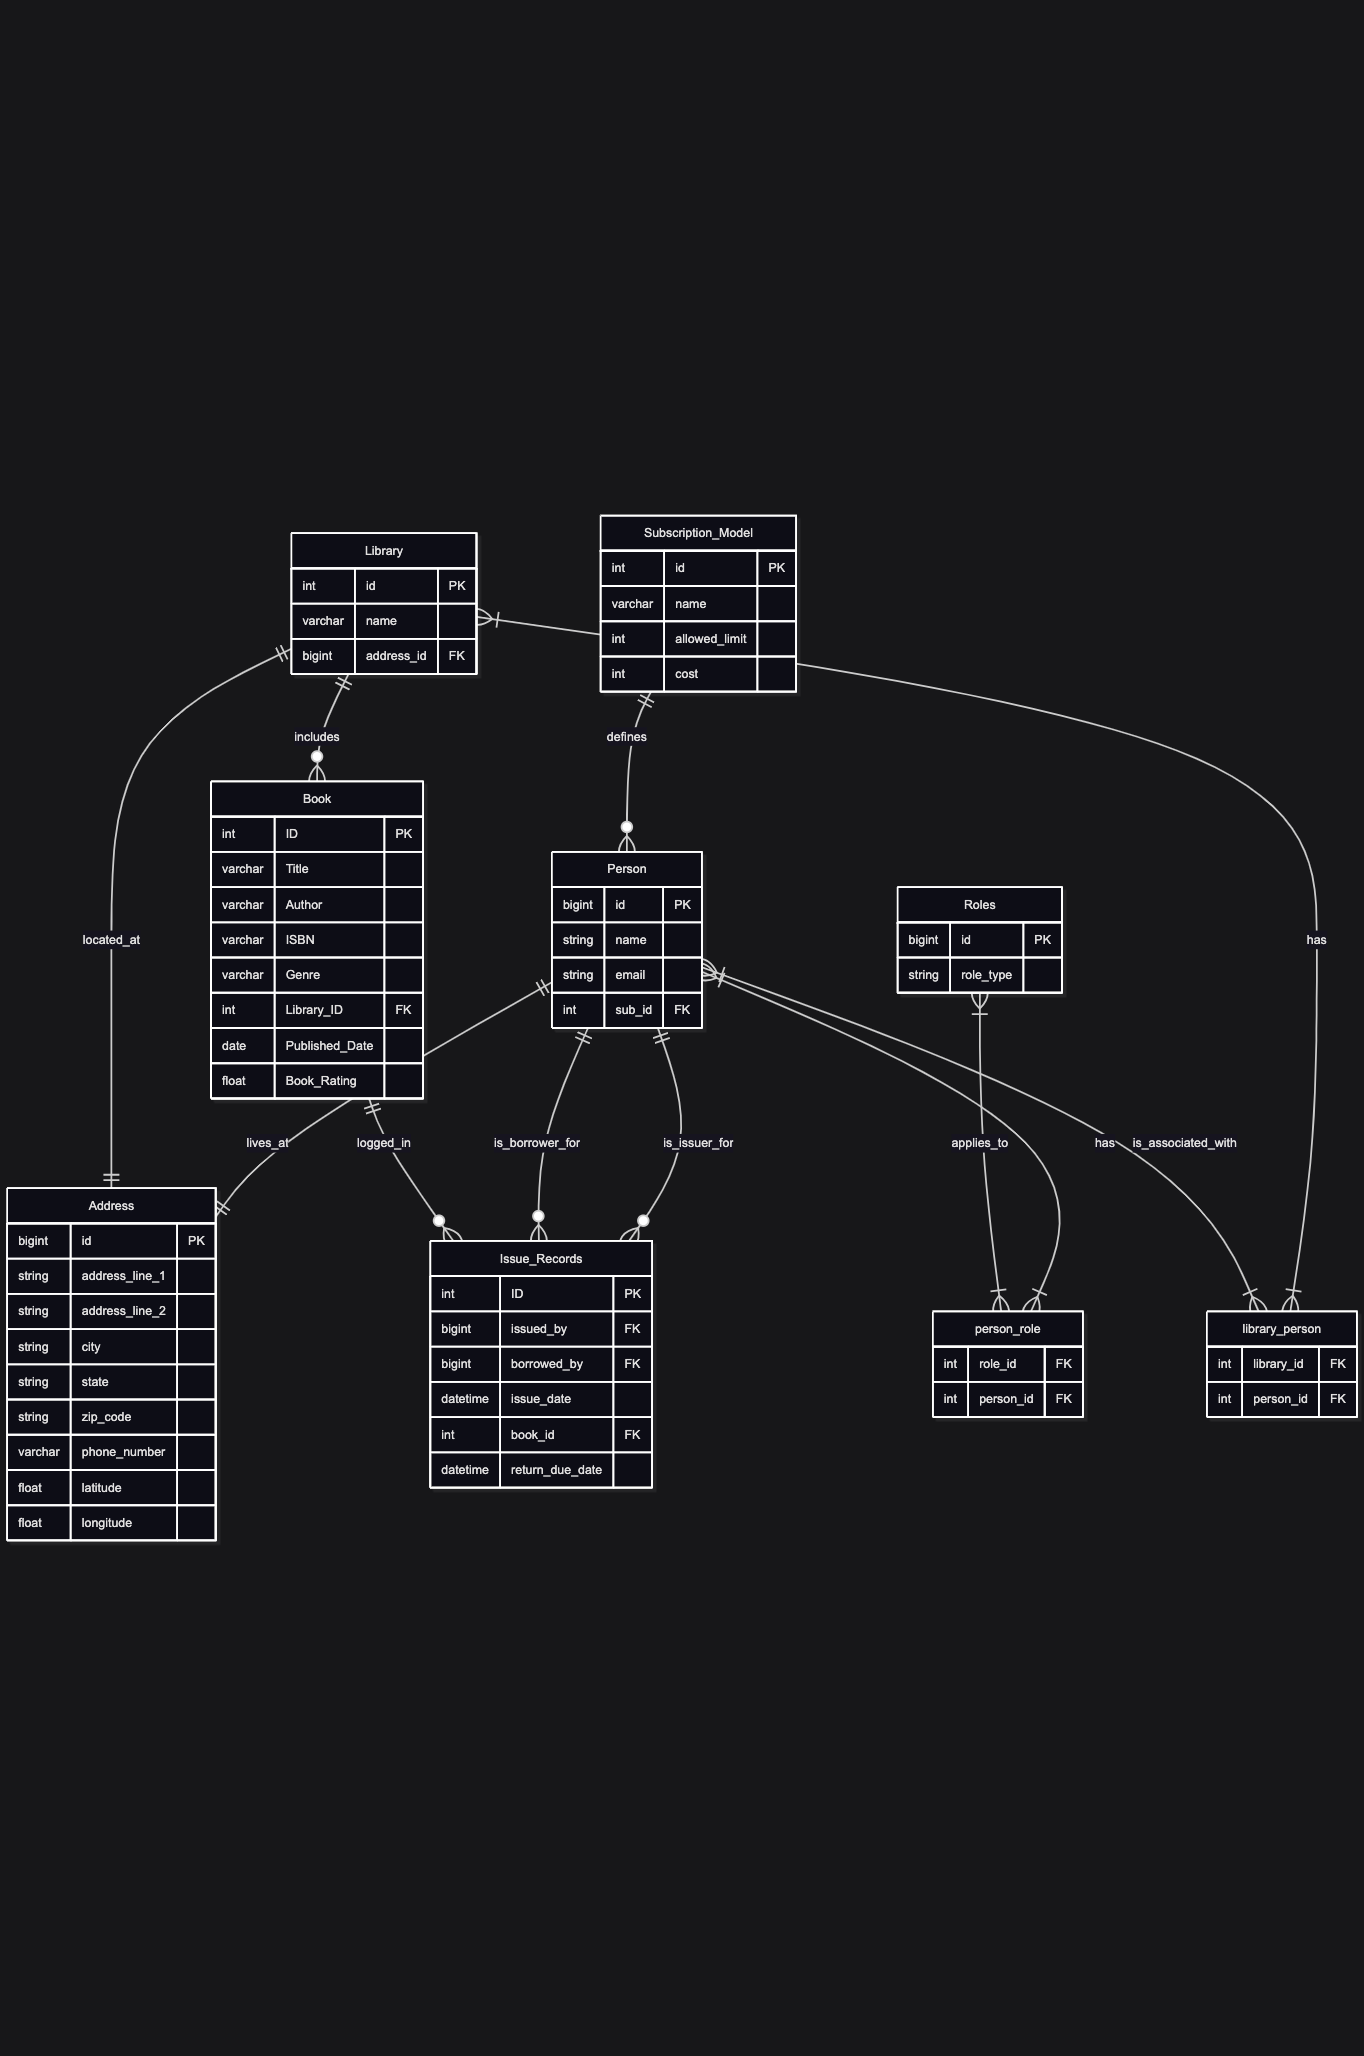 Library
int id PK
varchar name
bigint address_id FK
Subscription_Model
int id PK
varchar name
int allowed_limit
int cost
includes
defines
Book
int ID PK
varchar Title
varchar Author
varchar ISBN
varchar Genre
int Library_ID FK
date Published_Date
float Book_Rating
Person
bigint id PK
string name
string email
int sub_id FK
Roles
bigint id PK
string role_type
located_at
has
lives_at
logged_in
is_borrower_for
is_issuer_for
applies_to
has
is_associated_with
Address
bigint id PK
string address_line_1
string address_line_2
string city
string state
string zip_code
varchar phone_number
float latitude
float longitude
Issue_Records
int ID PK
bigint issued_by FK
bigint borrowed_by FK
datetime issue_date
int book_id FK
datetime return_due_date
person_role
int role_id FK
int person_id FK
library_person
int library_id FK
int person_id FK